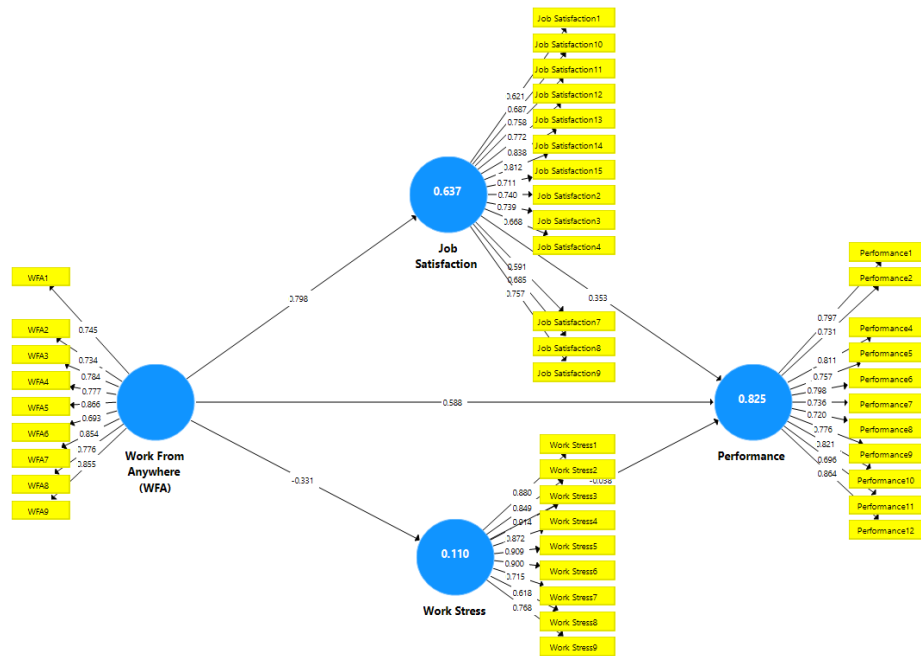 Job Satisfaction1
Job Satisfaction10
Job Satisfaction11
Job Satisfaction12
Job Satisfaction13
Job Satisfaction14
Job Satisfaction15
Job Satisfaction2
Job Satisfaction3
Job Satisfaction4
0.621
0.687
0.758
0.772
0.838
0.812
0.711
0.740
0.739
0.668
0.637
Job
Satisfaction
0.591
0.685
0.757
Job Satisfaction7
Job Satisfaction8
Job Satisfaction9
0.798
0.353
WFA1
WFA2
WFA3
WFA4
WFA5
WFA6
WFA7
WFA8
WFA9
0.745
0.734
0.784
0.777
0.866
0.693
0.854
0.776
0.855
Work From
Anywhere
(WFA)
0.588
-0.331
-0.038
0.825
Performance
0.797
0.731
0.811
0.757
0.798
0.736
0.720
0.776
0.821
0.696
0.864
Performance1
Performance2
Performance4
Performance5
Performance6
Performance7
Performance8
Performance9
Performance10
Performance11
Performance12
0.110
Work Stress
0.880
0.849
0.914
0.872
0.909
0.900
0.715
0.618
0.768
Work Stress1
Work Stress2
Work Stress3
Work Stress4
Work Stress5
Work Stress6
Work Stress7
Work Stress8
Work Stress9